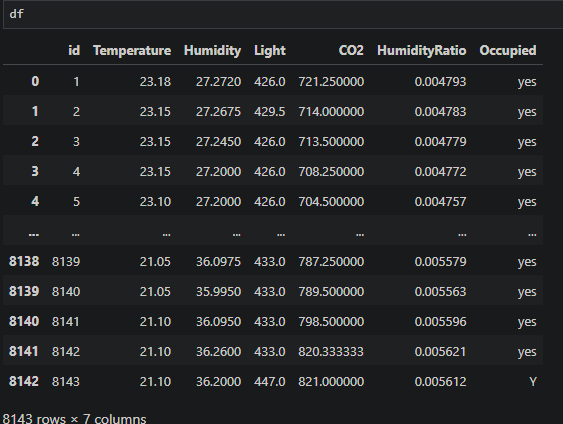 df
id Temperature Humidity Light CO2 HumidityRatio Occupied
0 1 23.18 27.2720 426.0 721.250000 0.004793 yes
1 2 23.15 27.2675 429.5 714.000000 0.004783 yes
2 3 23.15 27.2450 426.0 713.500000 0.004779 yes
3 4 23.15 27.2000 426.0 708.250000 0.004772 yes
4 5 23.10 27.2000 426.0 704.500000 0.004757 yes
... ... ... ... ... ... ... ...
8138 8139 21.05 36.0975 433.0 787.250000 0.005579 yes
8139 8140 21.05 35.9950 433.0 789.500000 0.005563 yes
8140 8141 21.10 36.0950 433.0 798.500000 0.005596 yes
8141 8142 21.10 36.2600 433.0 820.333333 0.005621 yes
8142 8143 21.10 36.2000 447.0 821.000000 0.005612 Y
8143 rows × 7 columns